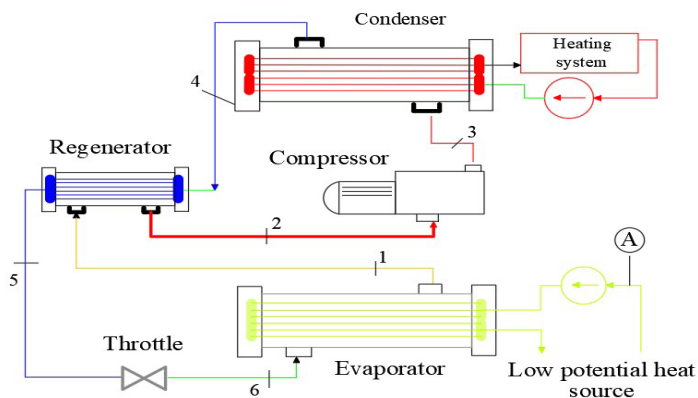 Condenser
Heating
system
4
3
Regenerator
Compressor
2
A
1
5
Throttle
6
Evaporator
Low potential heat
source